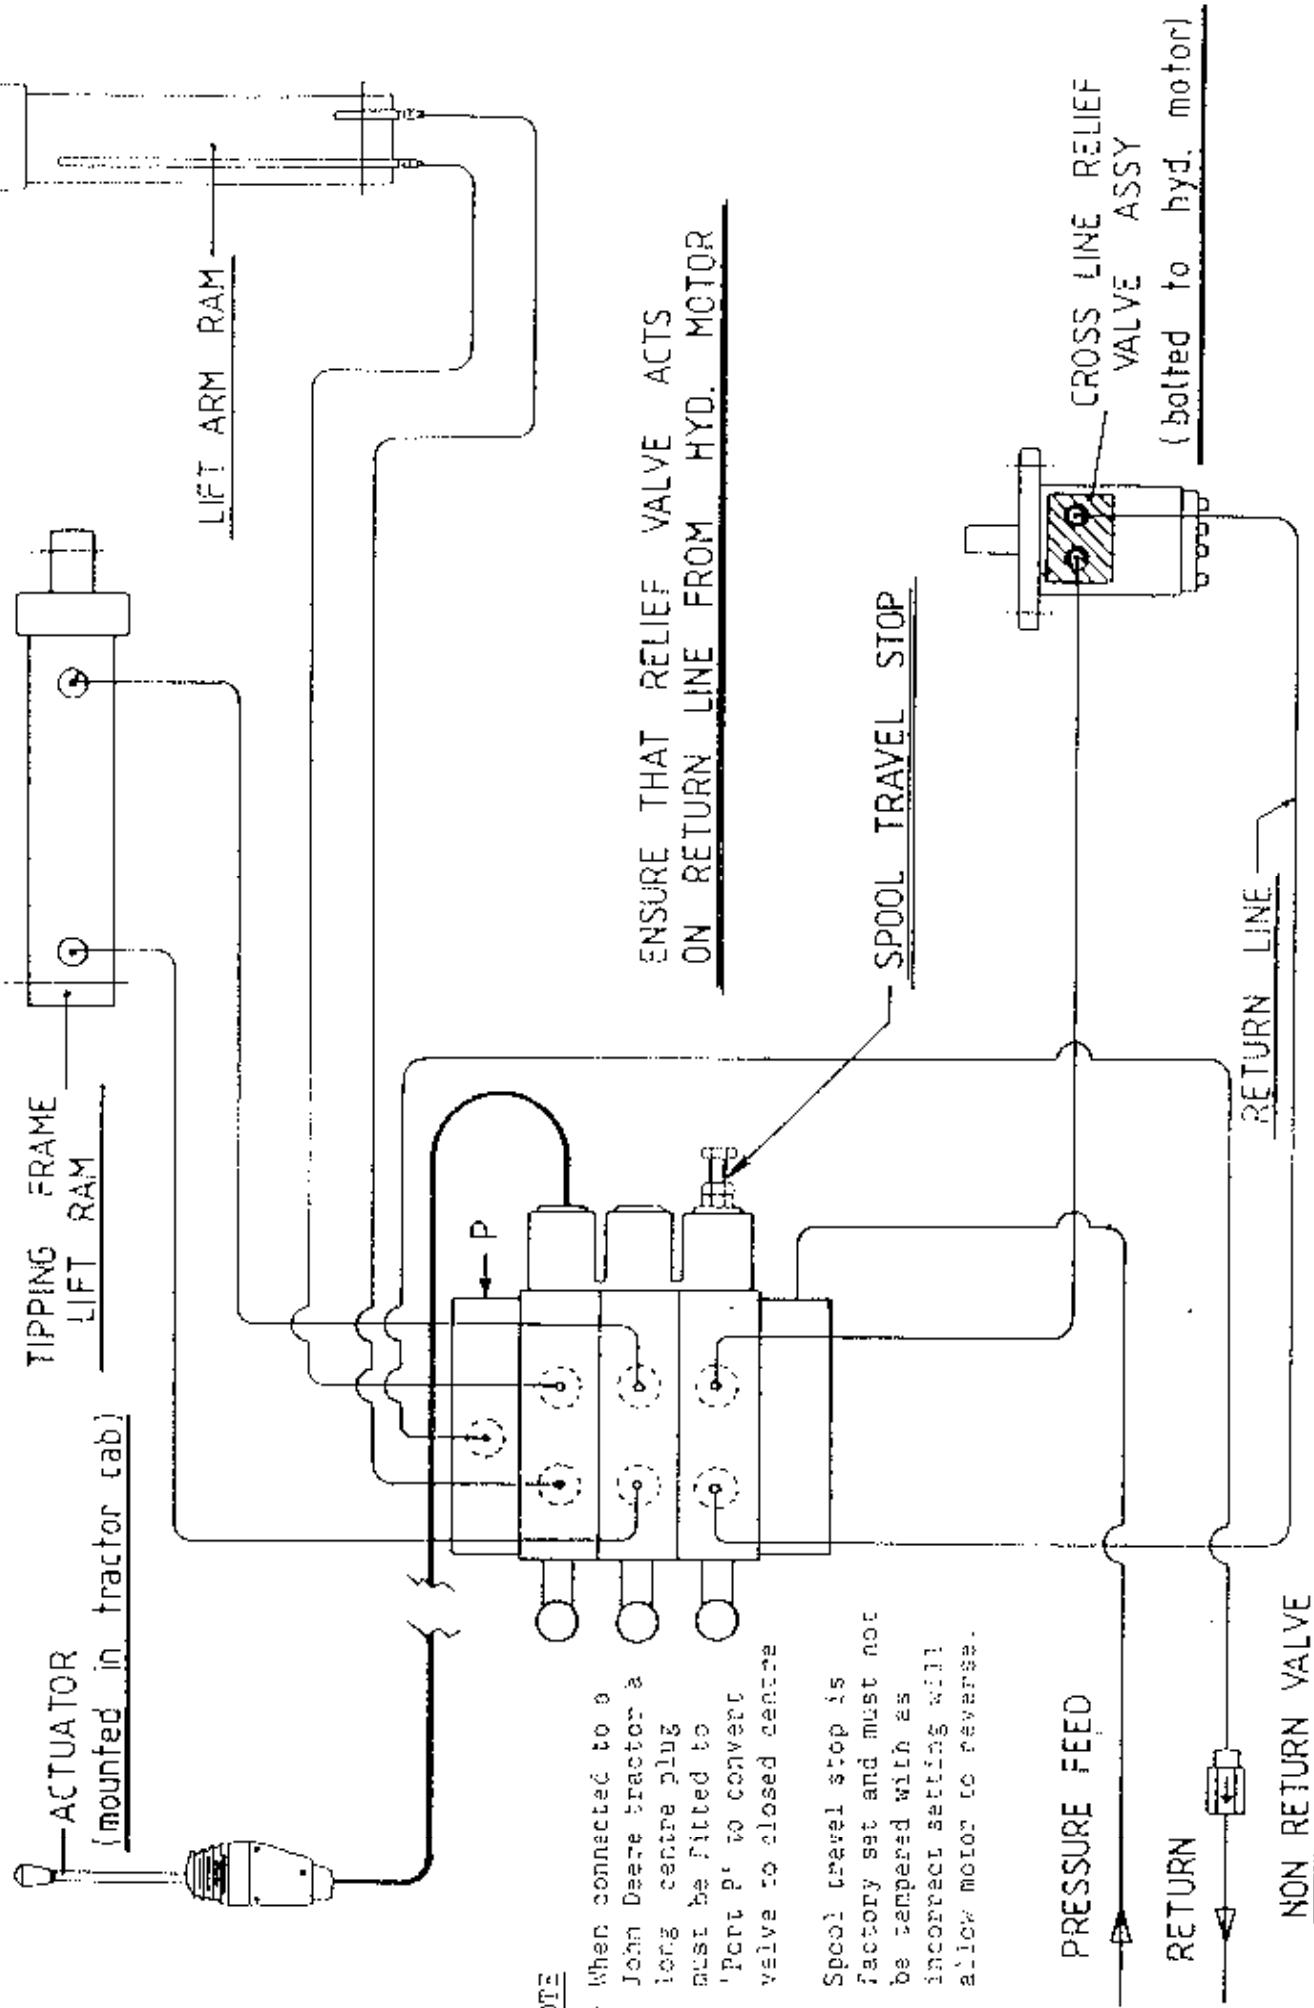 ACTUATOR
(mounted in tractor cab)
TIPPING FRAME
LIFT RAM
LIFT ARM RAM
P
ENSURE THAT RELIEF VALVE ACTS
ON RETURN LINE FROM HYD. MOTOR
SPOOL TRAVEL STOP
CROSS LINE RELIEF
VALVE ASSY
(bolted to hyd. motor)
RETURN LINE
When connected to a
John Deere tractor a
long centre plug
must be fitted to
'Port P' to convert
valve to closed centre
Spool travel stop is
factory set and must not
be tampered with as
incorrect setting will
allow motor to reverse.
PRESSURE FEED
RETURN
NON RETURN VALVE